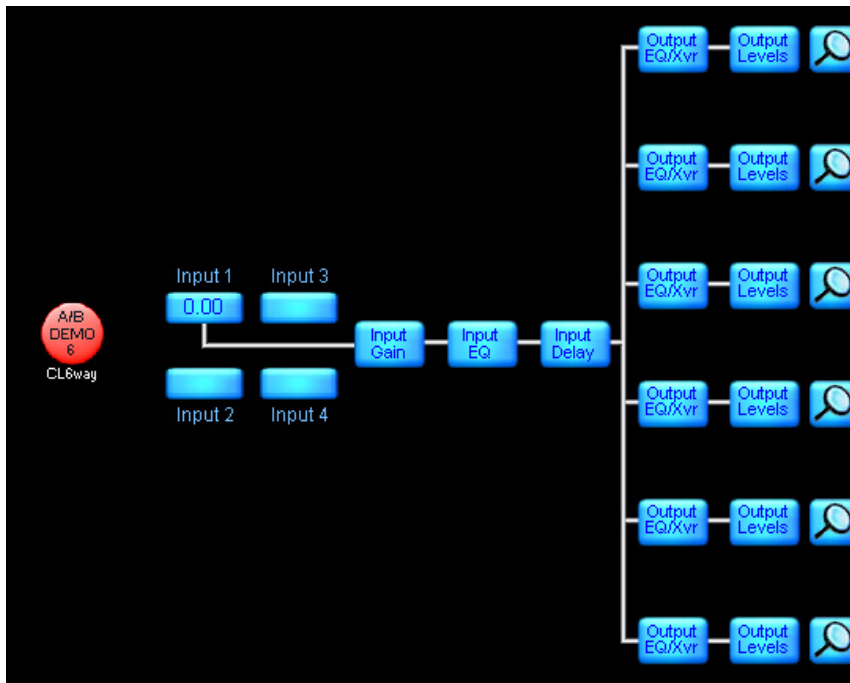 Output
EQ/Xvr
Output
Levels
Output
EQ/Xvr
Output
Levels
Input 1
Input 3
Output
EQ/Xvr
Output
Levels
0.00
A/B
DEMO
6
CL6way
Input
Gain
Input
EQ
Input
Delay
Input 2
Input 4
Output
EQ/Xvr
Output
Levels
Output
EQ/Xvr
Output
Levels
Output
EQ/Xvr
Output
Levels